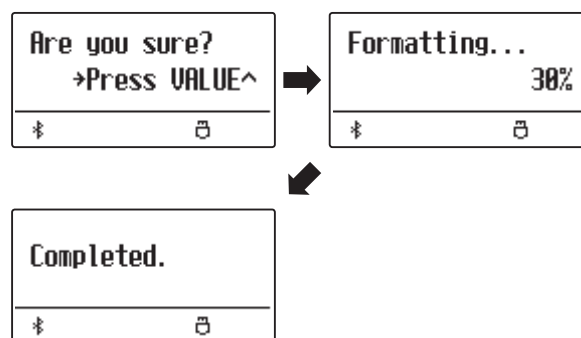 Are you sure?
→Press VALUE^
Formatting...
30%
Completed.